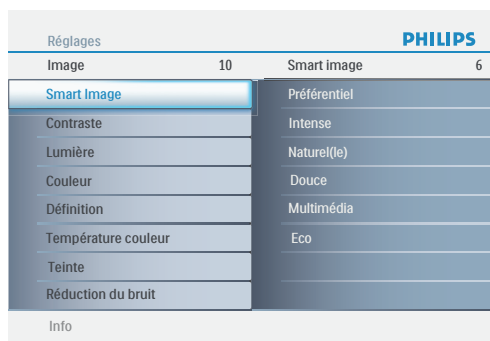 Réglages PHILIPS
Image 10 Smart image 6
Smart Image Préférentiel
Contraste Intense
Lumière Naturel(le)
Couleur Douce
Définition Multimédia
Température couleur Eco
Teinte
Réduction du bruit
Info